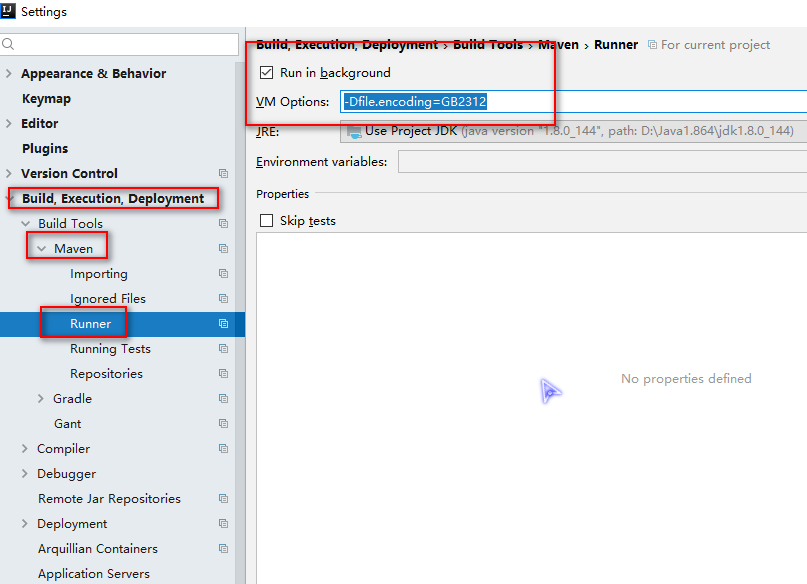 Settings
Appearance & Behavior
Keymap
Editor
Plugins
Version Control
Build, Execution, Deployment
Build Tools
Maven
Importing
Ignored Files
Runner
Running Tests
Repositories
Gradle
Gant
Compiler
Debugger
Remote Jar Repositories
Deployment
Arquillian Containers
Application Servers
Build, Execution, Deployment › Build Tools › Maven › Runner For current project
Run in background
VM Options: -Dfile.encoding=GB2312
JRE: Use Project JDK (java version "1.8.0_144", path: D:\Java1.864\jdk1.8.0_144)
Environment variables:
Properties
Skip tests
No properties defined